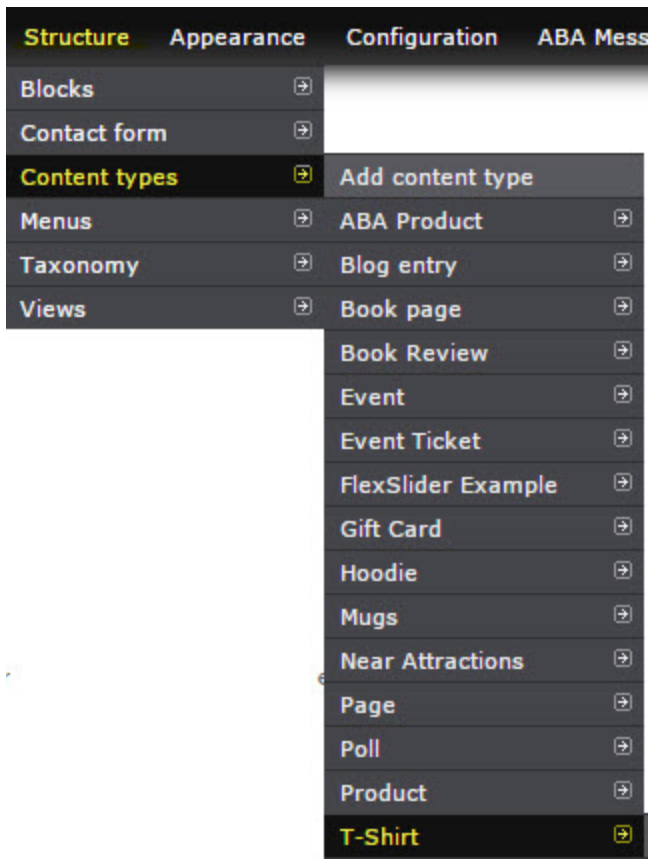 Structure Appearance Configuration ABA Mess
Blocks
Contact form
Content types
Menus
Taxonomy
Views
Add content type
ABA Product
Blog entry
Book page
Book Review
Event
Event Ticket
FlexSlider Example
Gift Card
Hoodie
Mugs
Near Attractions
Page
Poll
Product
T-Shirt